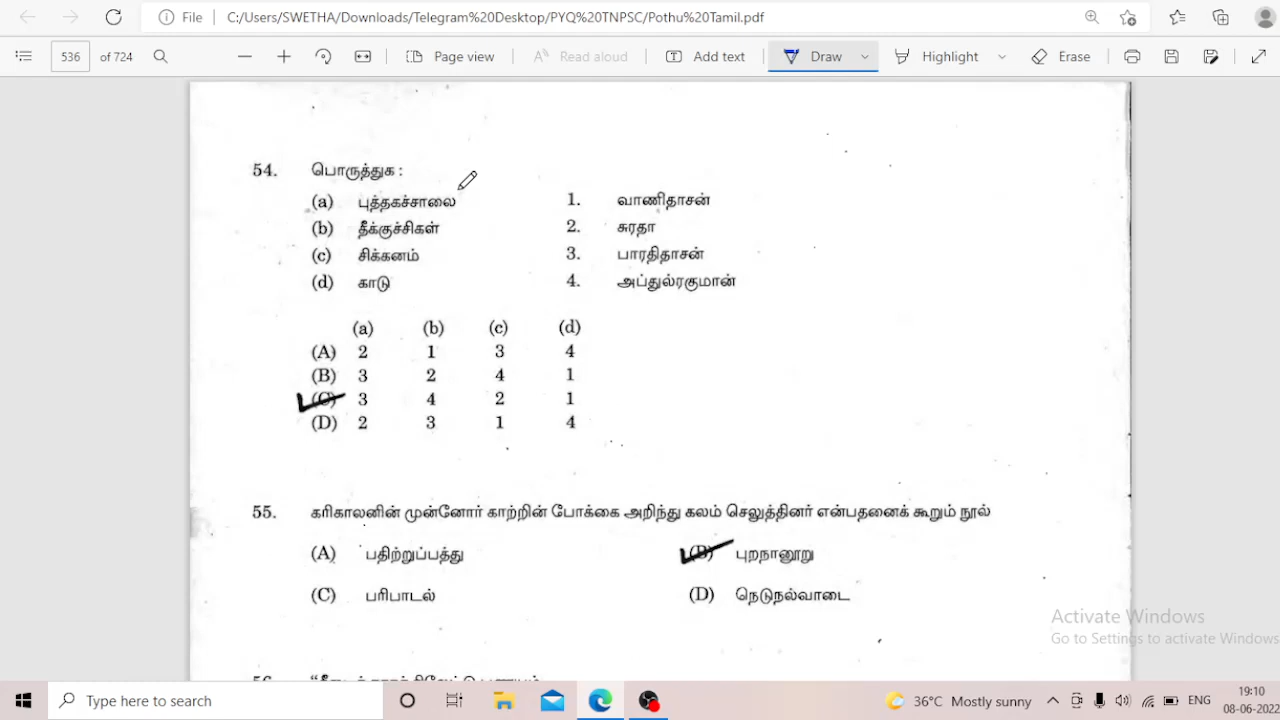 File C:/Users/SWETHA/Downloads/Telegram%20Desktop/PYQ%20TNPSC/Pothu%20Tamil.pdf
536 of 724 Page view Read aloud Add text Draw Highlight Erase
54. பொருத்துக :
(a) புத்தகச்சாலை 1. வாணிதாசன்
(b) தீக்குச்சிகள் 2. சுரதா
(c) சிக்கனம் 3. பாரதிதாசன்
(d) காடு 4. அப்துல்ரகுமான்
(a) (b) (c) (d)
(A) 2 1 3 4
(B) 3 2 4 1
(C) 3 4 2 1
(D) 2 3 1 4
55. கரிகாலனின் முன்னோர் காற்றின் போக்கை அறிந்து கலம் செலுத்தினர் என்பதனைக் கூறும் நூல்
(A) பதிற்றுப்பத்து (B) புறநானூறு
(C) பரிபாடல் (D) நெடுநல்வாடை
Activate Windows
Go to Settings to activate Windows
Type here to search 36°C Mostly sunny ENG 19:10
08-06-2022